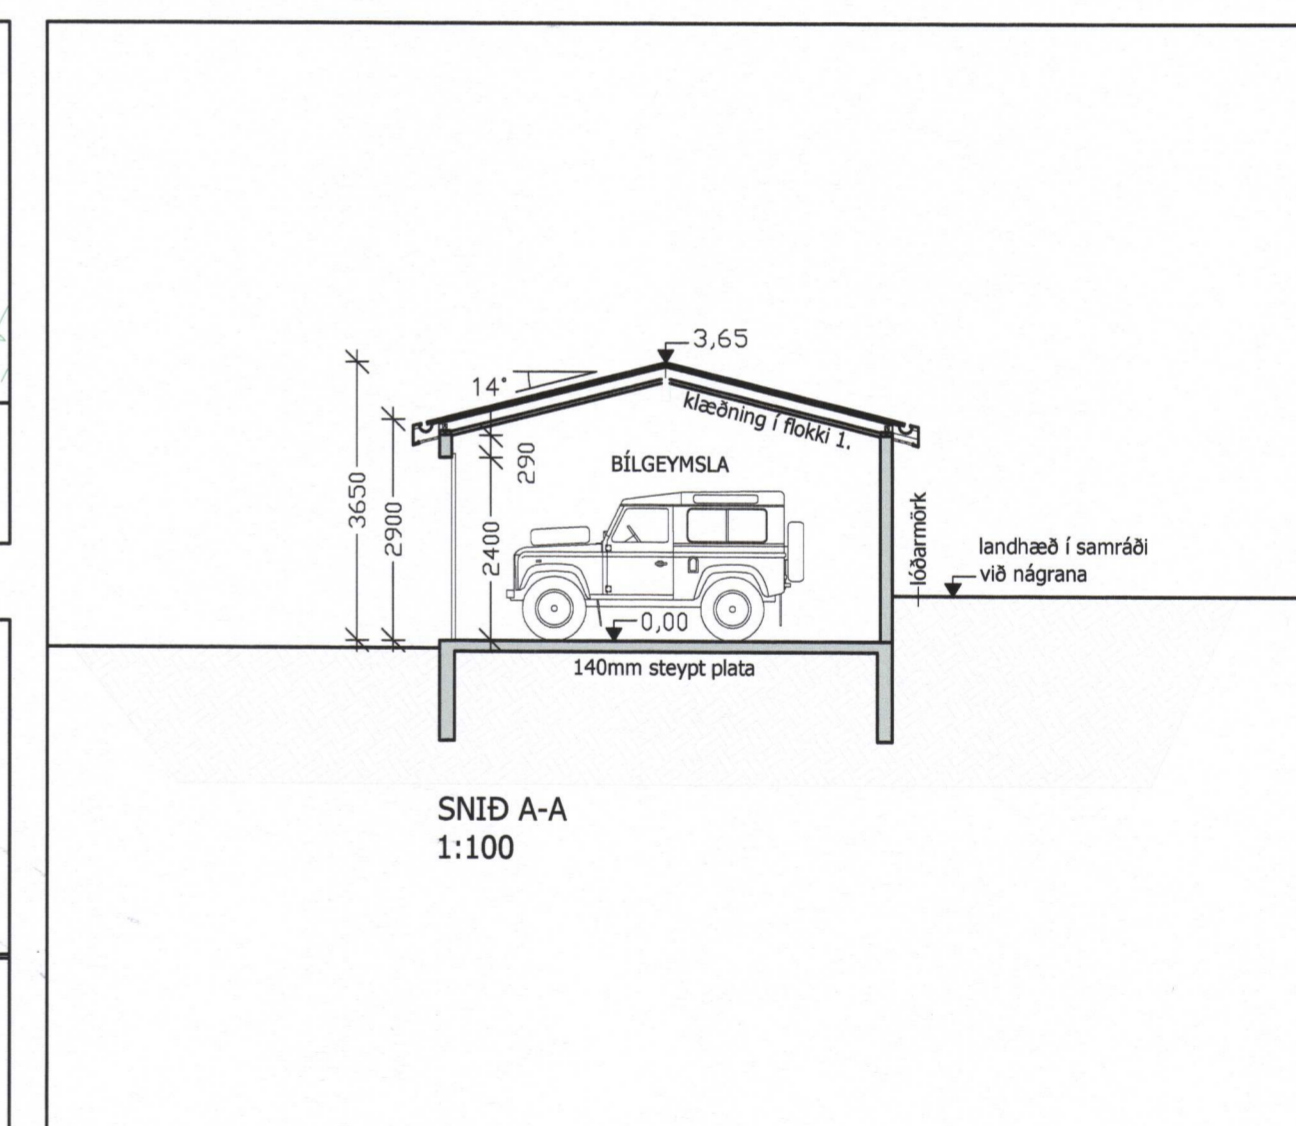 3,65
14°
klæðning í flokki 1.
BÍLGEYMSLA
290
3650
2900
2400
lóðarmörk
landhæð í samráði
við nágrana
0,00
140mm steypt plata
SNIÐ A-A
1:100